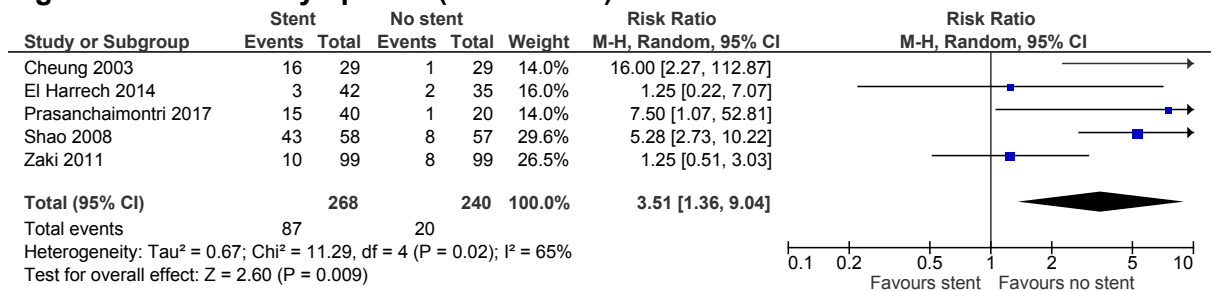 Stent No stent Risk Ratio Risk Ratio
Study or Subgroup Events Total Events Total Weight M-H, Random, 95% CI M-H, Random, 95% CI
Cheung 2003 16 29 1 29 14.0% 16.00 [2.27, 112.87]
El Harrech 2014 3 42 2 35 16.0% 1.25 [0.22, 7.07]
Prasanchaimontri 2017 15 40 1 20 14.0% 7.50 [1.07, 52.81]
Shao 2008 43 58 8 57 29.6% 5.28 [2.73, 10.22]
Zaki 2011 10 99 8 99 26.5% 1.25 [0.51, 3.03]
Total (95% CI) 268 240 100.0% 3.51 [1.36, 9.04]
Total events 87 20
Heterogeneity: Tau² = 0.67; Chi² = 11.29, df = 4 (P = 0.02); I² = 65%
Test for overall effect: Z = 2.60 (P = 0.009)
0.1 0.2 0.5 1 2 5 10
Favours stent Favours no stent